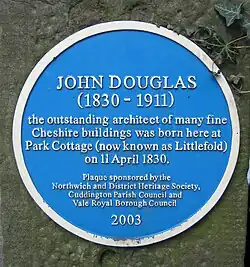 JOHN DOUGLAS
(1830 - 1911)
the outstanding architect of many fine
Cheshire buildings was born here at
Park Cottage (now known as Littlefold)
on 11 April 1830.
Plaque sponsored by the
Northwich and District Heritage Society,
Cuddington Parish Council and
Vale Royal Borough Council
2003